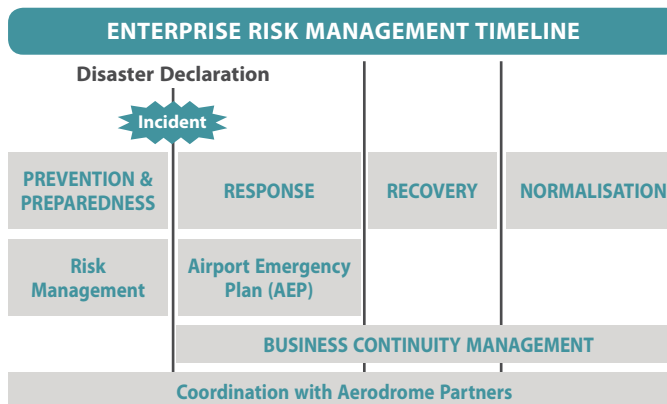 ENTERPRISE RISK MANAGEMENT TIMELINE
Disaster Declaration
Incident
PREVENTION &
PREPAREDNESS
RESPONSE
RECOVERY
NORMALISATION
Risk
Management
Airport Emergency
Plan (AEP)
BUSINESS CONTINUITY MANAGEMENT
Coordination with Aerodrome Partners